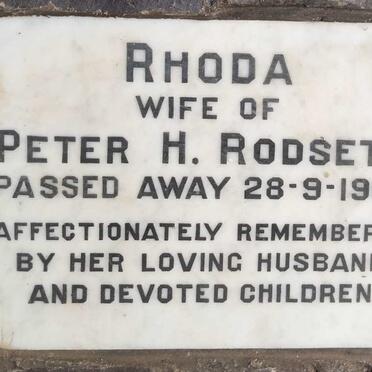 RHODA
WIFE OF
PETER H. RODSET
PASSED AWAY 28-9-19
AFFECTIONATELY REMEMBER
BY HER LOVING HUSBAN
AND DEVOTED CHILDREN